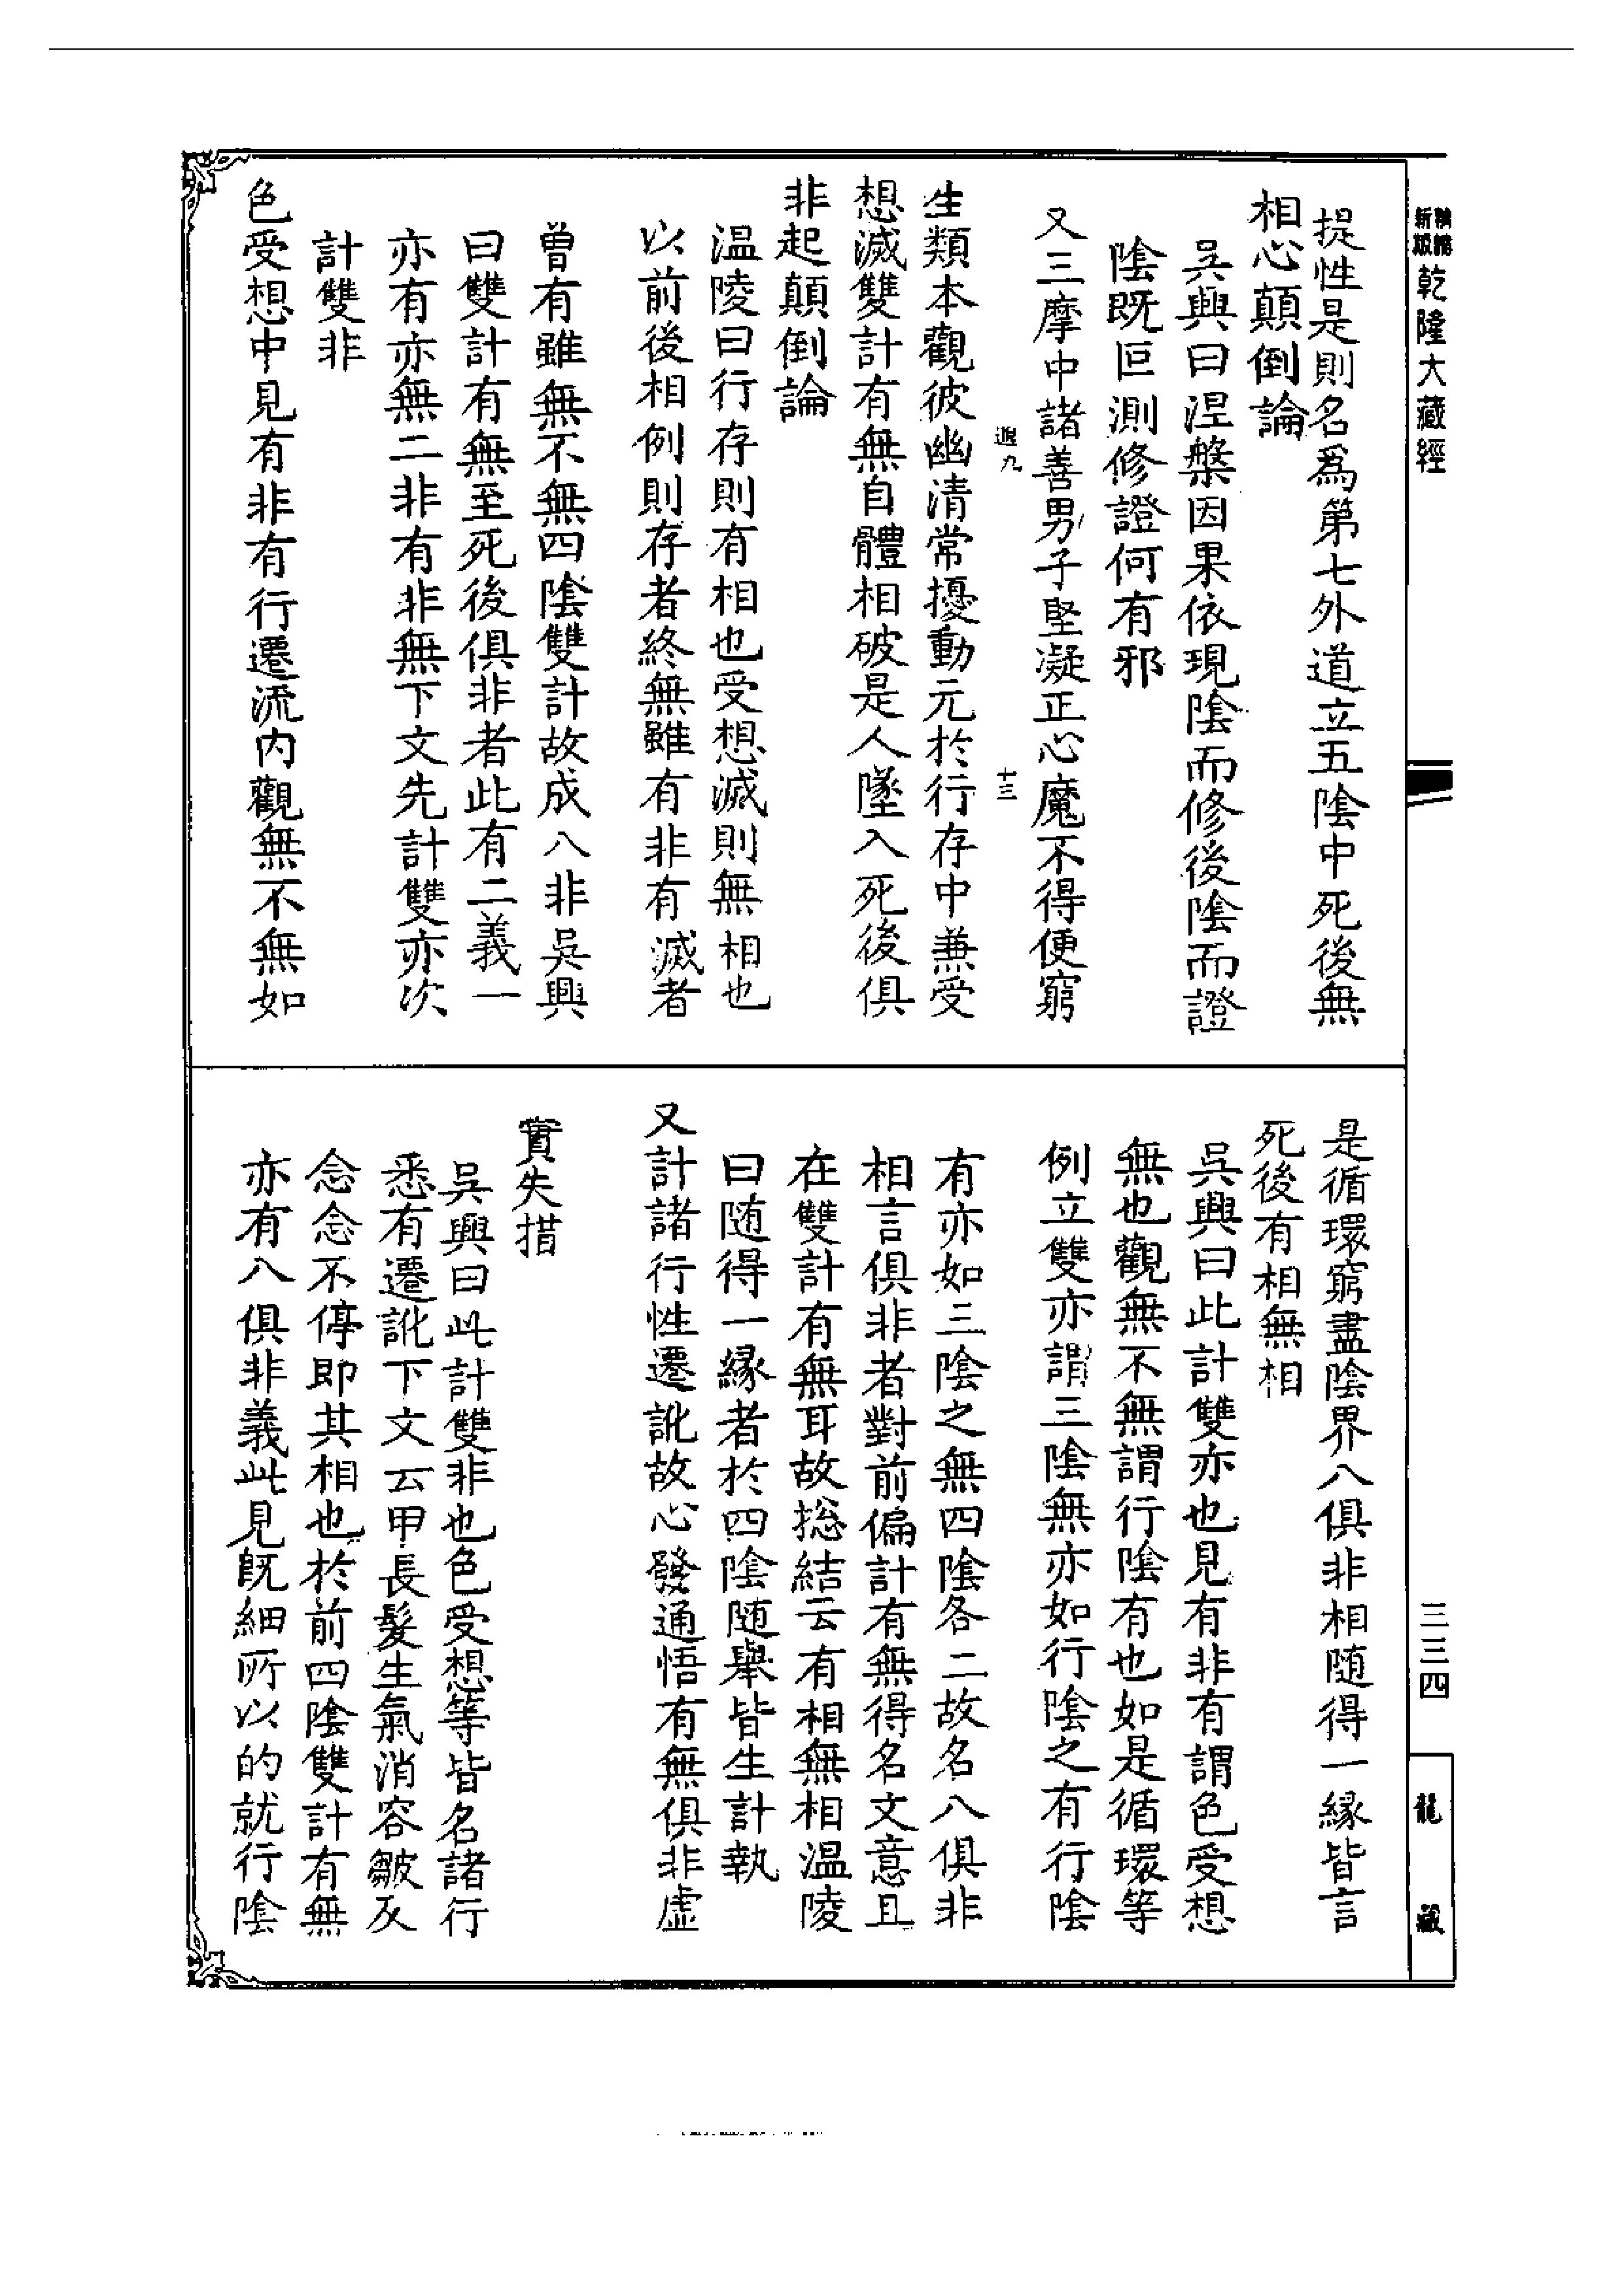 新版
乾隆大藏經
提性是則名爲第七外道立五陰中死後無
相心顛倒論
吳興曰涅槃因果依現陰而修後陰而證
陰既叵測修證何有邪
又三摩中諸善男子堅凝正心魔不得便窮
遐九
十三
生類本觀彼幽清常擾動元於行存中兼受
想滅雙計有無自體相破是人墜入死後俱
非起顛倒論
温陵曰行存則有相也受想滅則無相也
以前後相例則存者終無雖有非有滅者
曾有雖無不無四陰雙計故成八非吳興
曰雙計有無至死後俱非者此有二義一
亦有亦無二非有非無下文先計雙亦次
計雙非
色受想中見有非有行遷流內觀無不無如
是循環窮盡陰界八俱非相随得一緣皆言
死後有相無相
吳興曰此計雙亦也見有非有謂色受想
無也觀無不無謂行陰有也如是循環等
例立雙亦謂三陰無亦如行陰之有行陰
有亦如三陰之無四陰各二故名八俱非
相言俱非者對前偏計有無得名文意且
在雙計有無耳故捴結云有相無相温陵
曰随得一緣者於四陰随舉皆生計執
又計諸行性遷訛故心發通悟有無俱非虛
實失措
吳興曰此計雙非也色受想等皆名諸行
悉有遷訛下文云甲長髮生氣消容皺及
念念不停即其相也於前四陰雙計有無
亦有八俱非義此見既細所以的就行陰
三三四
龍藏